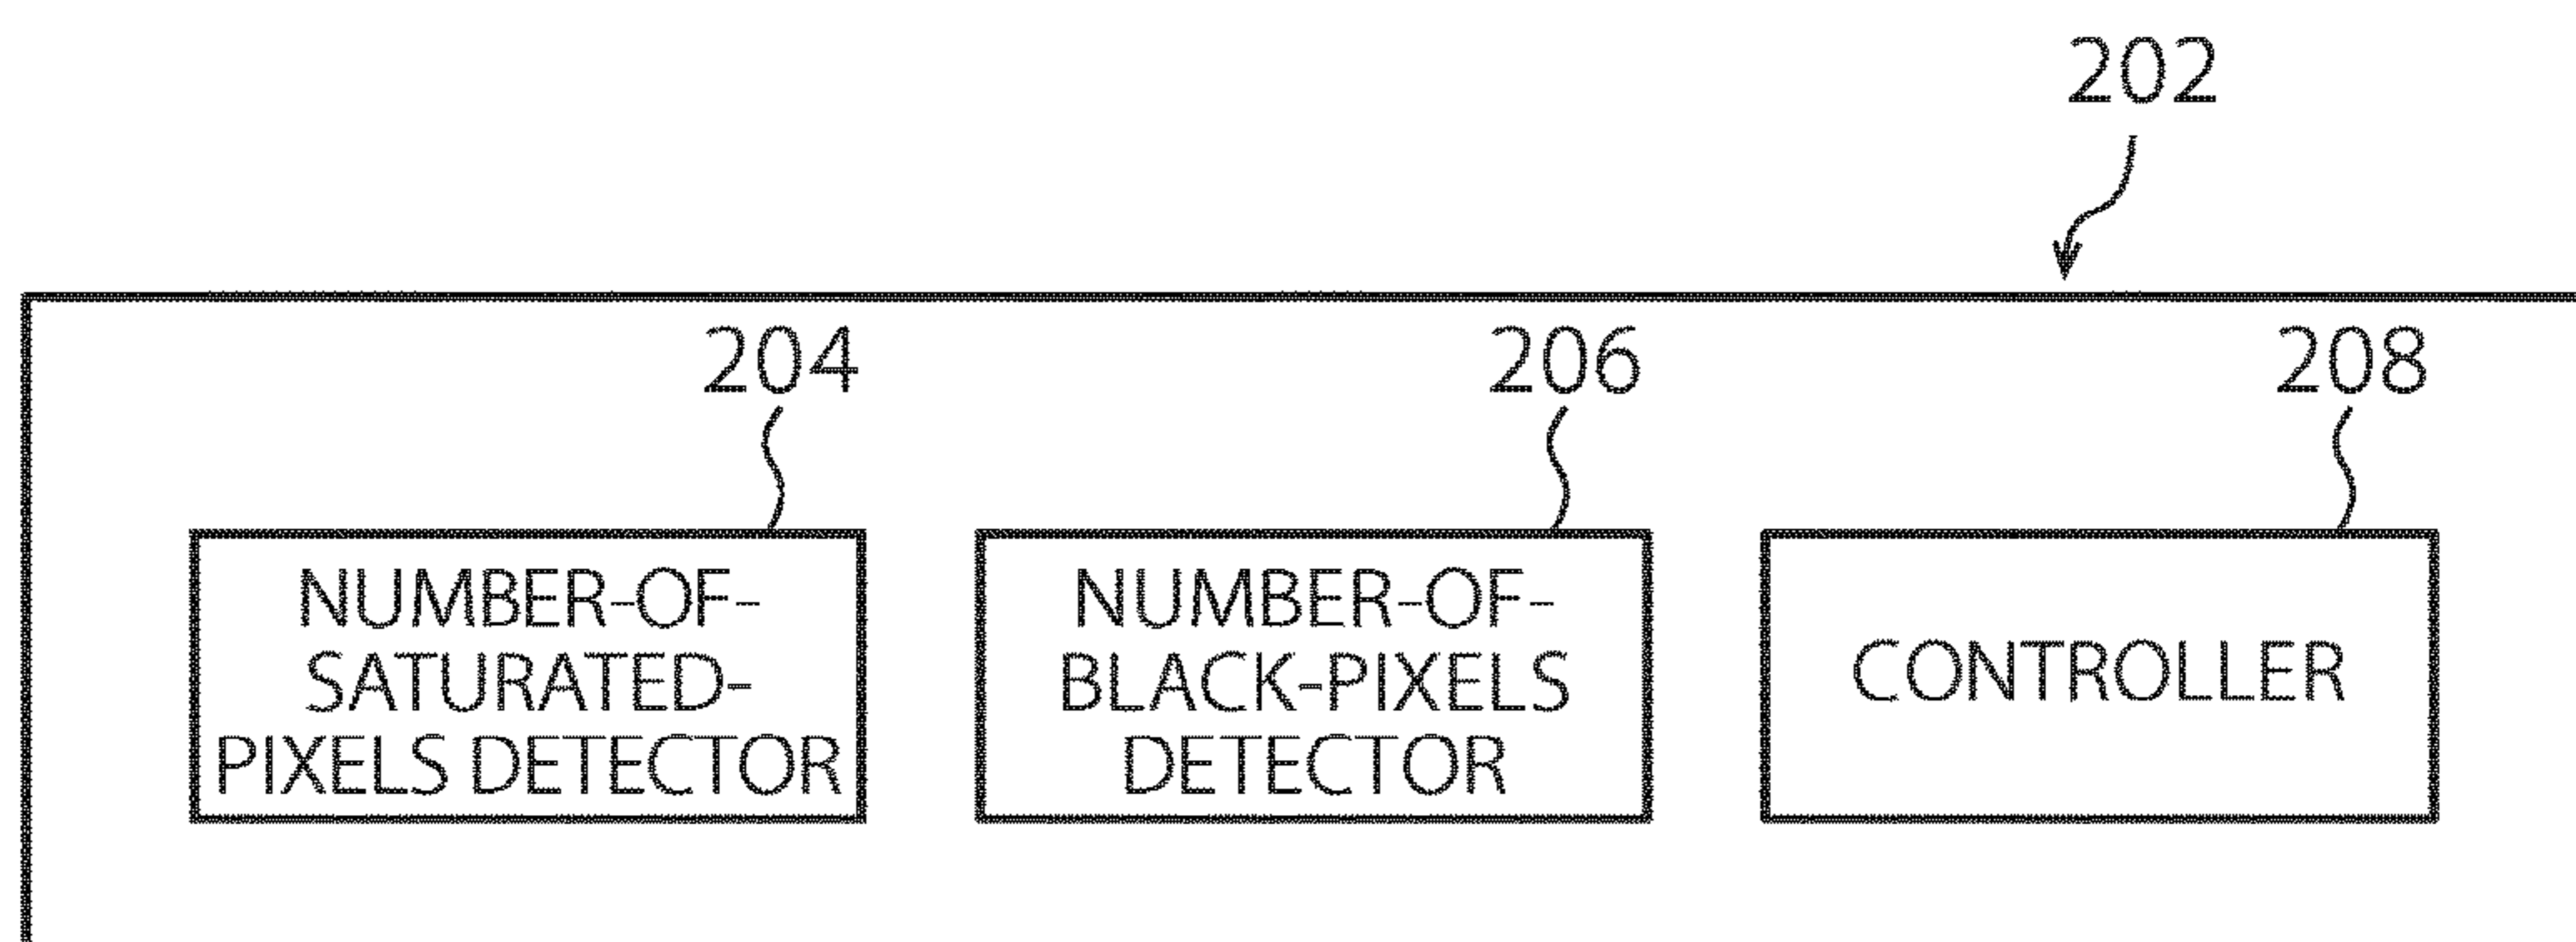 202
204
206
208
NUMBER-OF-
SATURATED-
PIXELS DETECTOR
NUMBER-OF-
BLACK-PIXELS
DETECTOR
CONTROLLER